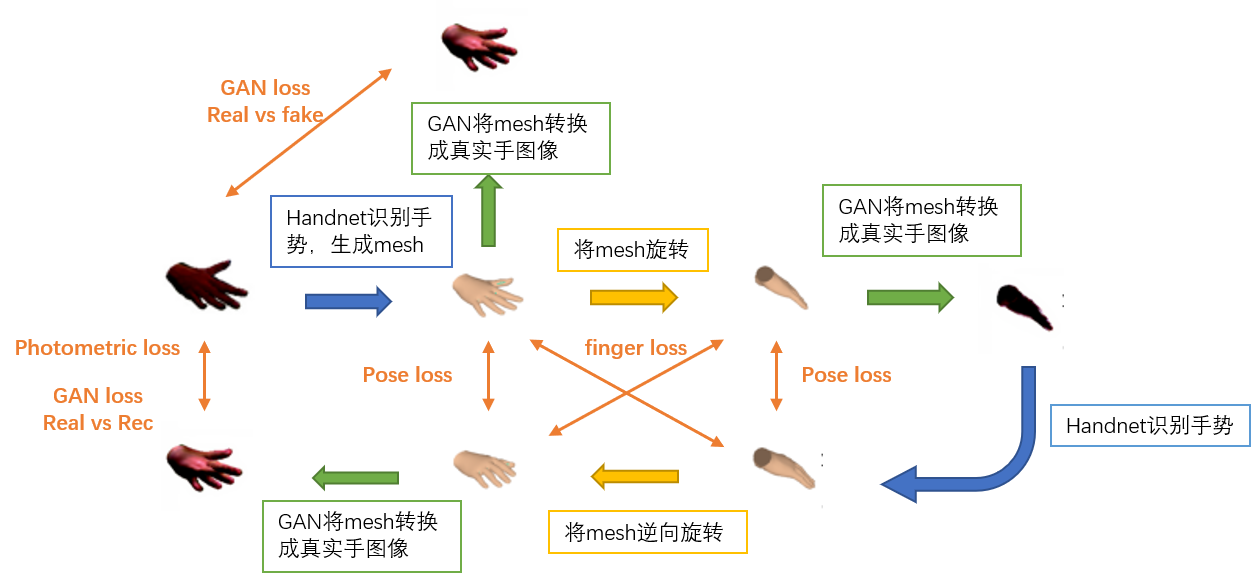 GAN loss
Real vs fake
GAN将mesh转换
成真实手图像
Handnet识别手
势，生成mesh
将mesh旋转
GAN将mesh转换
成真实手图像
Photometric loss
GAN loss
Real vs Rec
Pose loss
finger loss
Pose loss
Handnet识别手势
GAN将mesh转换
成真实手图像
将mesh逆向旋转